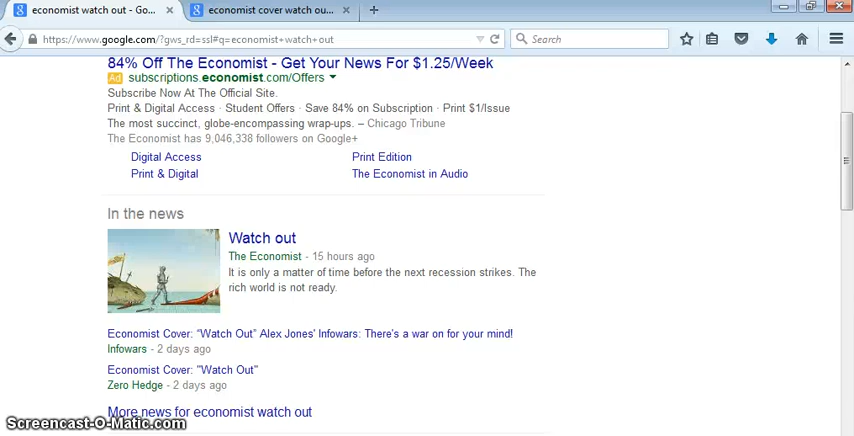 economist watch out - Go...
economist cover watch ou...
https://www.google.com/?gws_rd=ssl#q=economist+watch+out
Search
84% Off The Economist - Get Your News For $1.25/Week
Ad subscriptions.economist.com/Offers
Subscribe Now At The Official Site.
Print & Digital Access · Student Offers · Save 84% on Subscription · Print $1/Issue
The most succinct, globe-encompassing wrap-ups. – Chicago Tribune
The Economist has 9,046,338 followers on Google+
Digital Access Print Edition
Print & Digital The Economist in Audio
In the news
Watch out
The Economist - 15 hours ago
It is only a matter of time before the next recession strikes. The
rich world is not ready.
Economist Cover: “Watch Out” Alex Jones' Infowars: There's a war on for your mind!
Infowars - 2 days ago
Economist Cover: "Watch Out"
Zero Hedge - 2 days ago
More news for economist watch out
Screencast-O-Matic.com